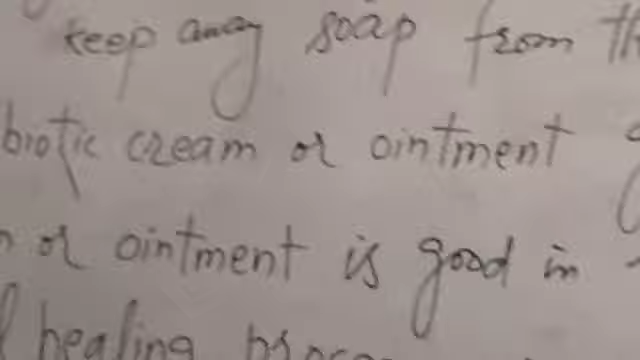 keep away soap from th
biotic cream or ointment
or ointment is good in
healing